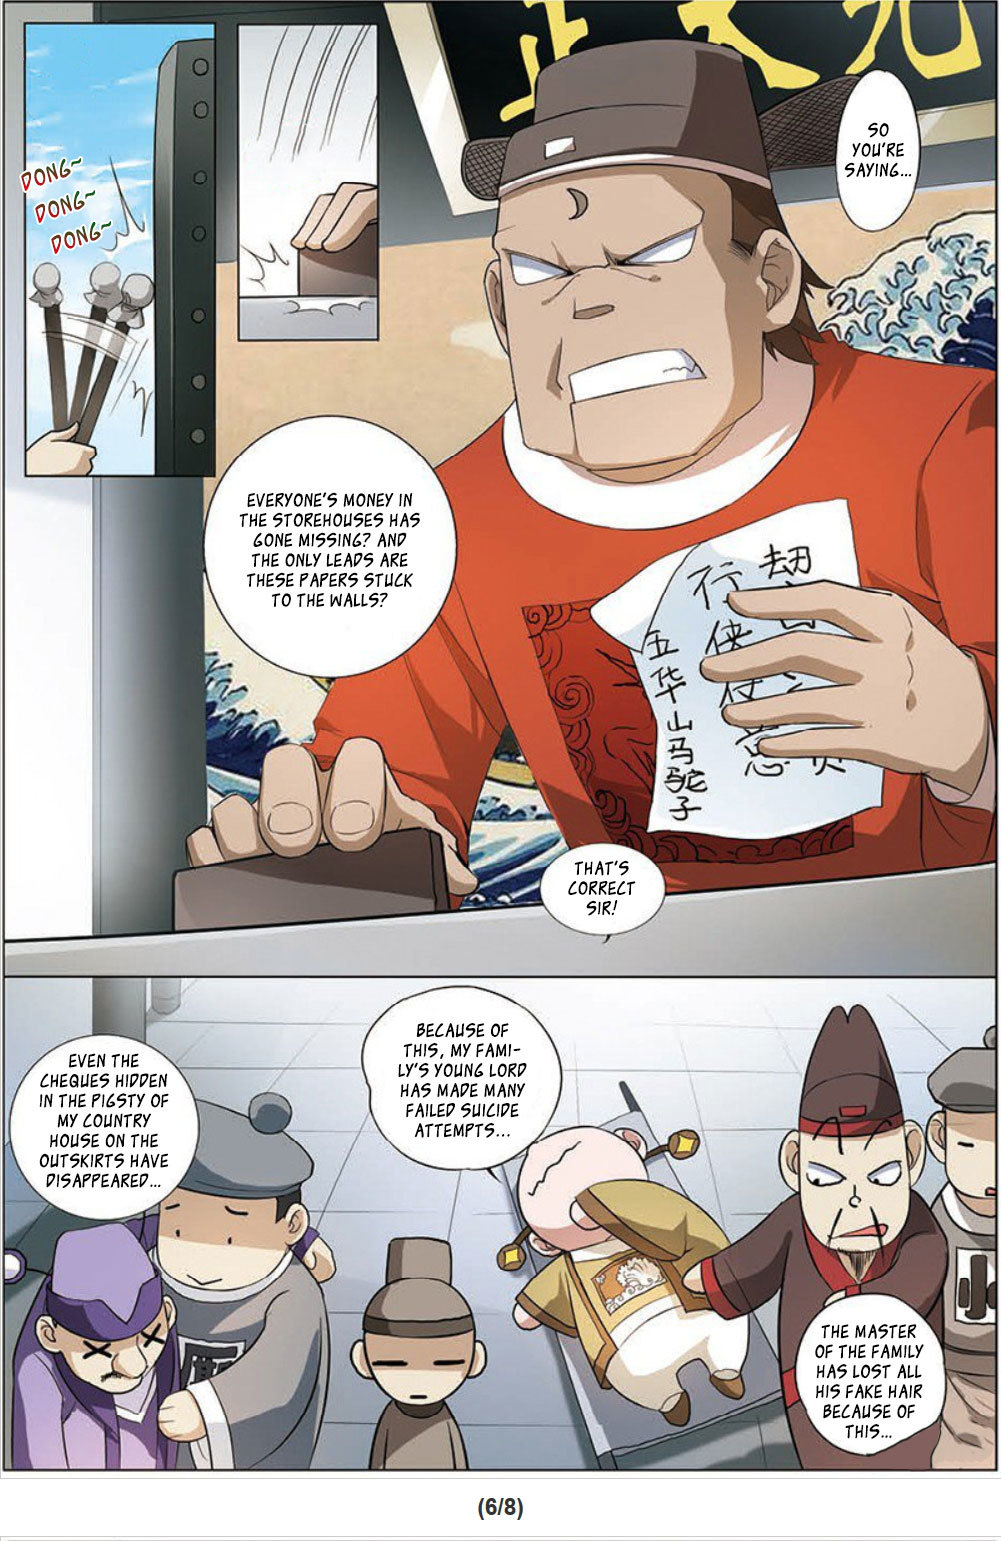 正大光
DONG~
DONG~
DONG~
SO
YOU'RE
SAYING...
EVERYONE'S MONEY IN
THE STOREHOUSES HAS
GONE MISSING? AND
THE ONLY LEADS ARE
THESE PAPERS STUCK
TO THE WALLS?
劫
行侠仗
五华山马驼子
THAT'S
CORRECT
SIR!
EVEN THE
CHEQUES HIDDEN
IN THE PIGSTY OF
MY COUNTRY
HOUSE ON THE
OUTSKIRTS HAVE
DISAPPEARED...
BECAUSE OF
THIS, MY FAMI-
LY'S YOUNG LORD
HAS MADE MANY
FAILED SUICIDE
ATTEMPTS...
THE MASTER
OF THE FAMILY
HAS LOST ALL
HIS FAKE HAIR
BECAUSE OF
THIS...
(6/8)